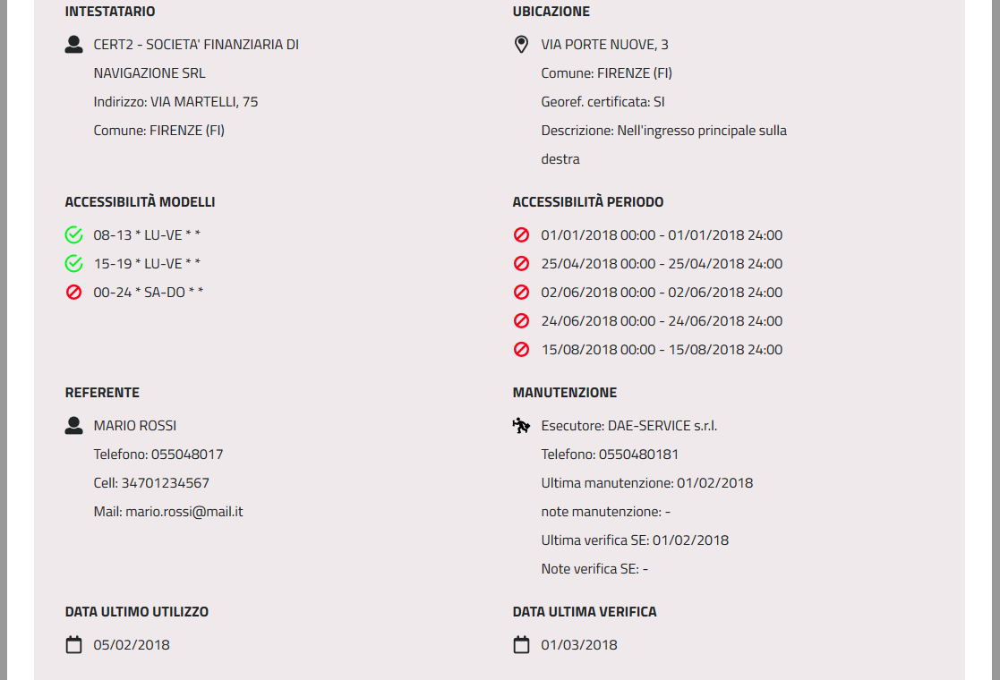 INTESTATARIO
CERT2 - SOCIETA' FINANZIARIA DI
NAVIGAZIONE SRL
Indirizzo: VIA MARTELLI, 75
Comune: FIRENZE (FI)
UBICAZIONE
VIA PORTE NUOVE, 3
Comune: FIRENZE (FI)
Georef. certificata: SI
Descrizione: Nell'ingresso principale sulla
destra
ACCESSIBILITÀ MODELLI
08-13 * LU-VE * *
15-19 * LU-VE * *
00-24 * SA-DO * *
ACCESSIBILITÀ PERIODO
01/01/2018 00:00 - 01/01/2018 24:00
25/04/2018 00:00 - 25/04/2018 24:00
02/06/2018 00:00 - 02/06/2018 24:00
24/06/2018 00:00 - 24/06/2018 24:00
15/08/2018 00:00 - 15/08/2018 24:00
REFERENTE
MARIO ROSSI
Telefono: 055048017
Cell: 34701234567
Mail: mario.rossi@mail.it
MANUTENZIONE
Esecutore: DAE-SERVICE s.r.l.
Telefono: 0550480181
Ultima manutenzione: 01/02/2018
note manutenzione: -
Ultima verifica SE: 01/02/2018
Note verifica SE: -
DATA ULTIMO UTILIZZO
05/02/2018
DATA ULTIMA VERIFICA
01/03/2018